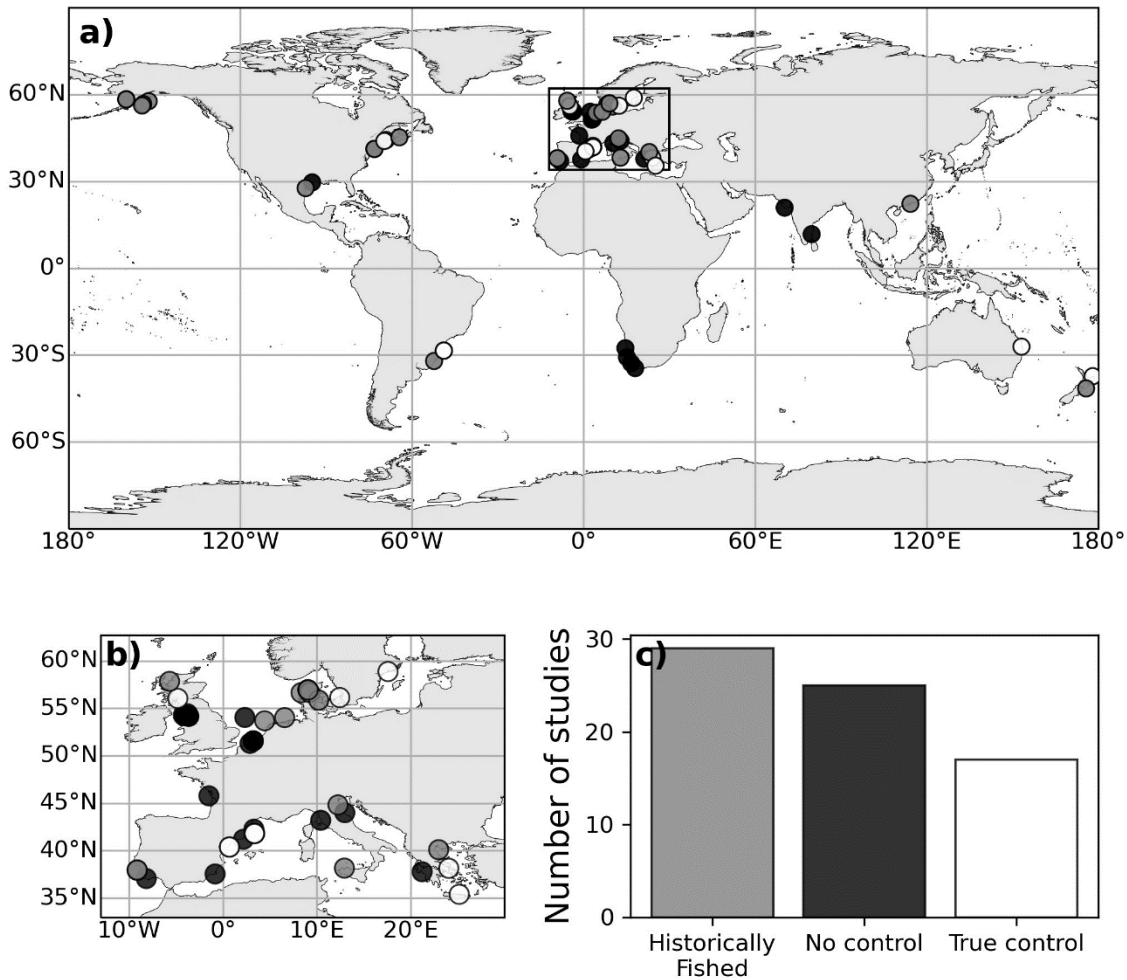 a)
60°N
30°N
0°
30°S
60°S
180°
120°W
60°W
0°
60°E
120°E
180°
b)
60°N
55°N
50°N
45°N
40°N
35°N
10°W
0°
10°E
20°E
c)
Number of studies
30
20
10
0
Historically
Fished
No control
True control